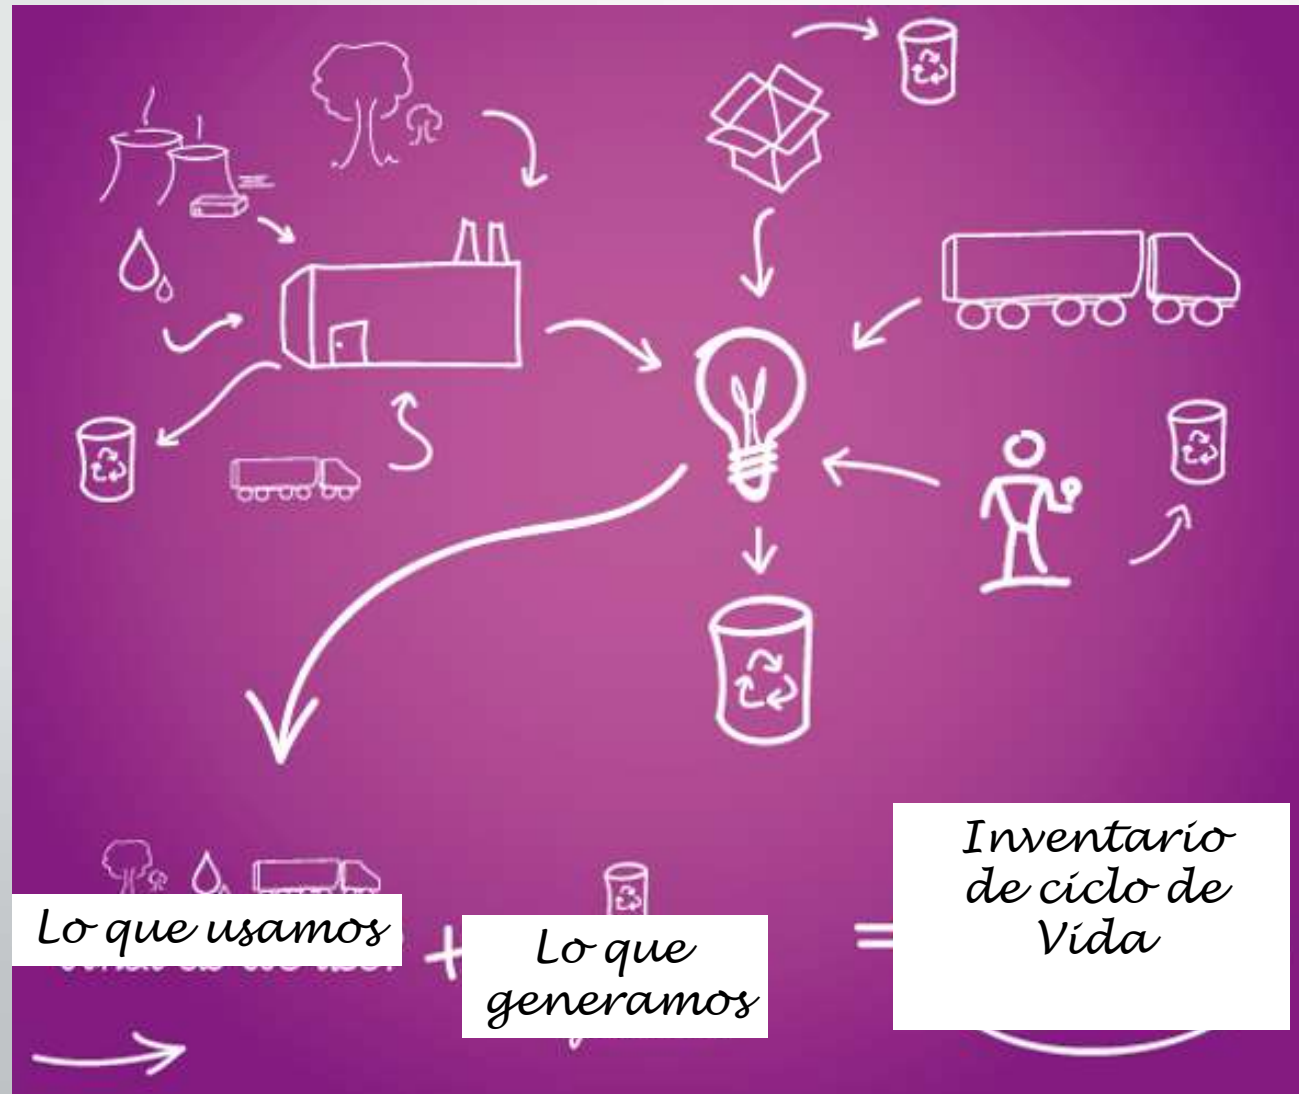 Lo que usamos
+
Lo que
generamos
=
Inventario
de ciclo de
Vida